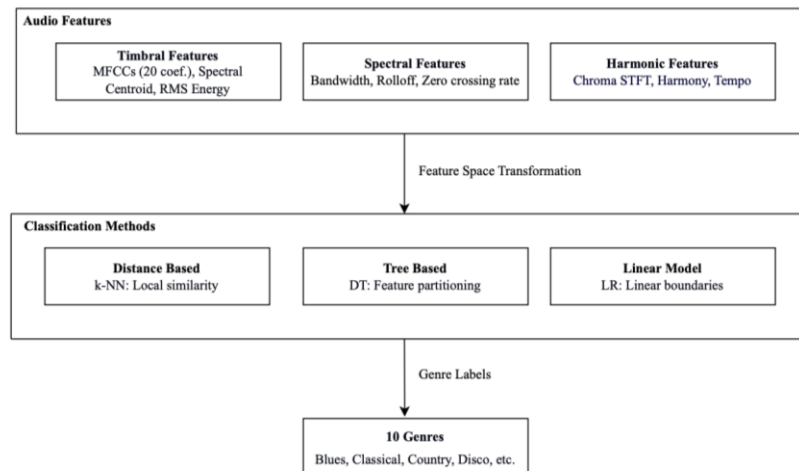 Audio Features
Timbral Features
MFCCs (20 coef.), Spectral
Centroid, RMS Energy
Spectral Features
Bandwidth, Rolloff, Zero crossing rate
Harmonic Features
Chroma STFT, Harmony, Tempo
Feature Space Transformation
Classification Methods
Distance Based
k-NN: Local similarity
Tree Based
DT: Feature partitioning
Linear Model
LR: Linear boundaries
Genre Labels
10 Genres
Blues, Classical, Country, Disco, etc.